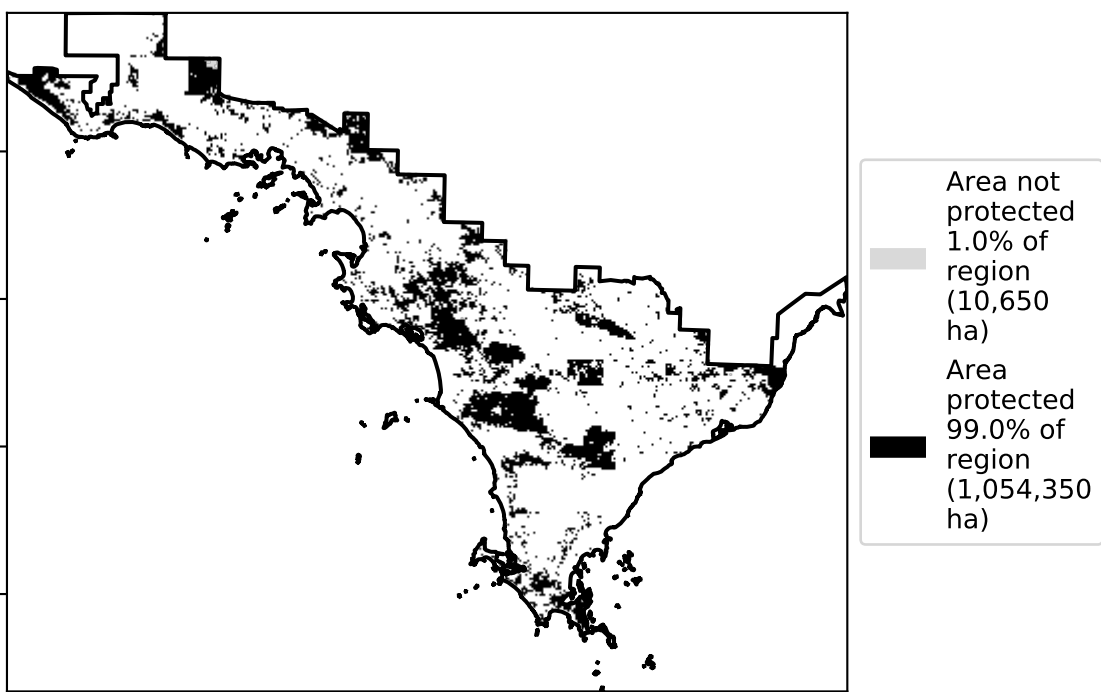 Area not
protected
1.0% of
region
(10,650
ha)
Area
protected
99.0% of
region
(1,054,350
ha)